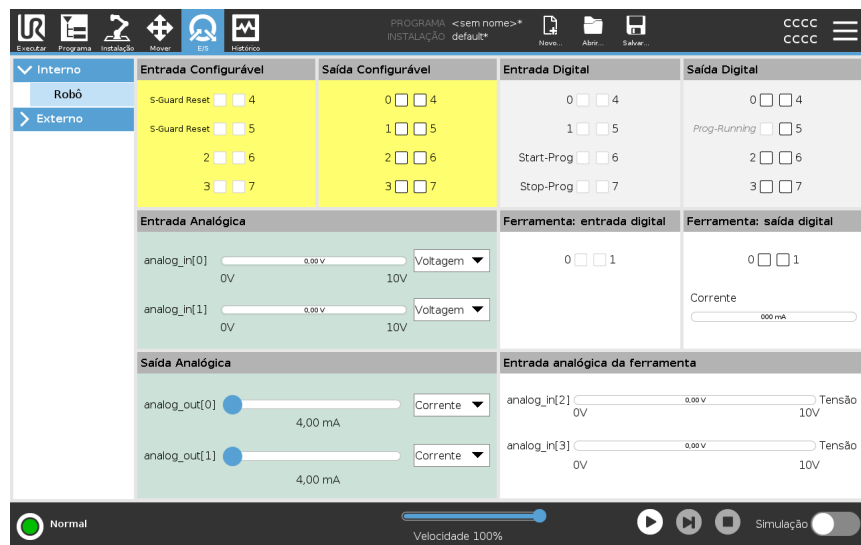 UR
Executar Programa Instalação Mover E/S Histórico
PROGRAMA <sem nome>*
INSTALAÇÃO default*
Novo... Abrir... Salvar...
CCCC
CCCC
Interno
Robô
Externo
Entrada Configurável
S-Guard Reset 4
S-Guard Reset 5
2 6
3 7
Saída Configurável
0 4
1 5
2 6
3 7
Entrada Digital
0 4
1 5
Start-Prog 6
Stop-Prog 7
Saída Digital
0 4
Prog-Running 5
2 6
3 7
Entrada Analógica
analog_in[0] 0,00 V Voltagem
0V 10V
analog_in[1] 0,00 V Voltagem
0V 10V
Ferramenta: entrada digital
0 1
Ferramenta: saída digital
0 1
Corrente
000 mA
Saída Analógica
analog_out[0] Corrente
4,00 mA
analog_out[1] Corrente
4,00 mA
Entrada analógica da ferramenta
analog_in[2] 0,00 V Tensão
0V 10V
analog_in[3] 0,00 V Tensão
0V 10V
Normal
Velocidade 100%
Simulação